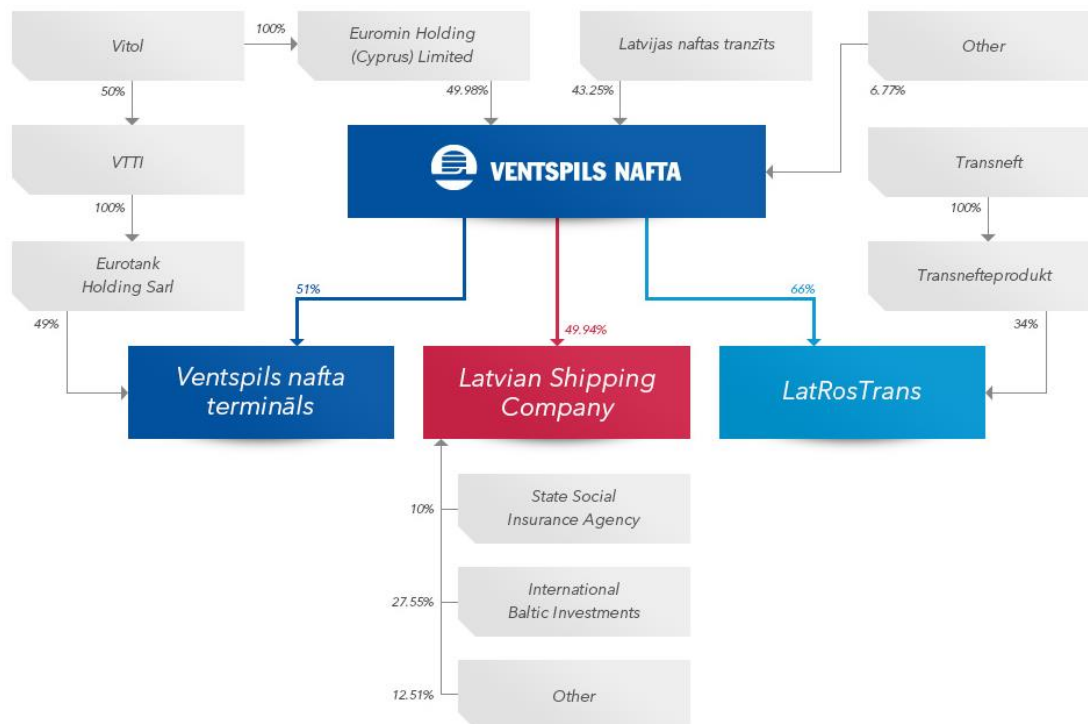 Vitol
100%
Euromin Holding
(Cyprus) Limited
Latvijas naftas tranzīts
Other
50%
49.98%
43.25%
6.77%
VTTI
VENTSPILS NAFTA
Transneft
100%
100%
Eurotank
Holding Sarl
Transnefteprodukt
51%
66%
49%
49.94%
34%
Ventspils nafta
termināls
Latvian Shipping
Company
LatRosTrans
10%
State Social
Insurance Agency
27.55%
International
Baltic Investments
12.51%
Other